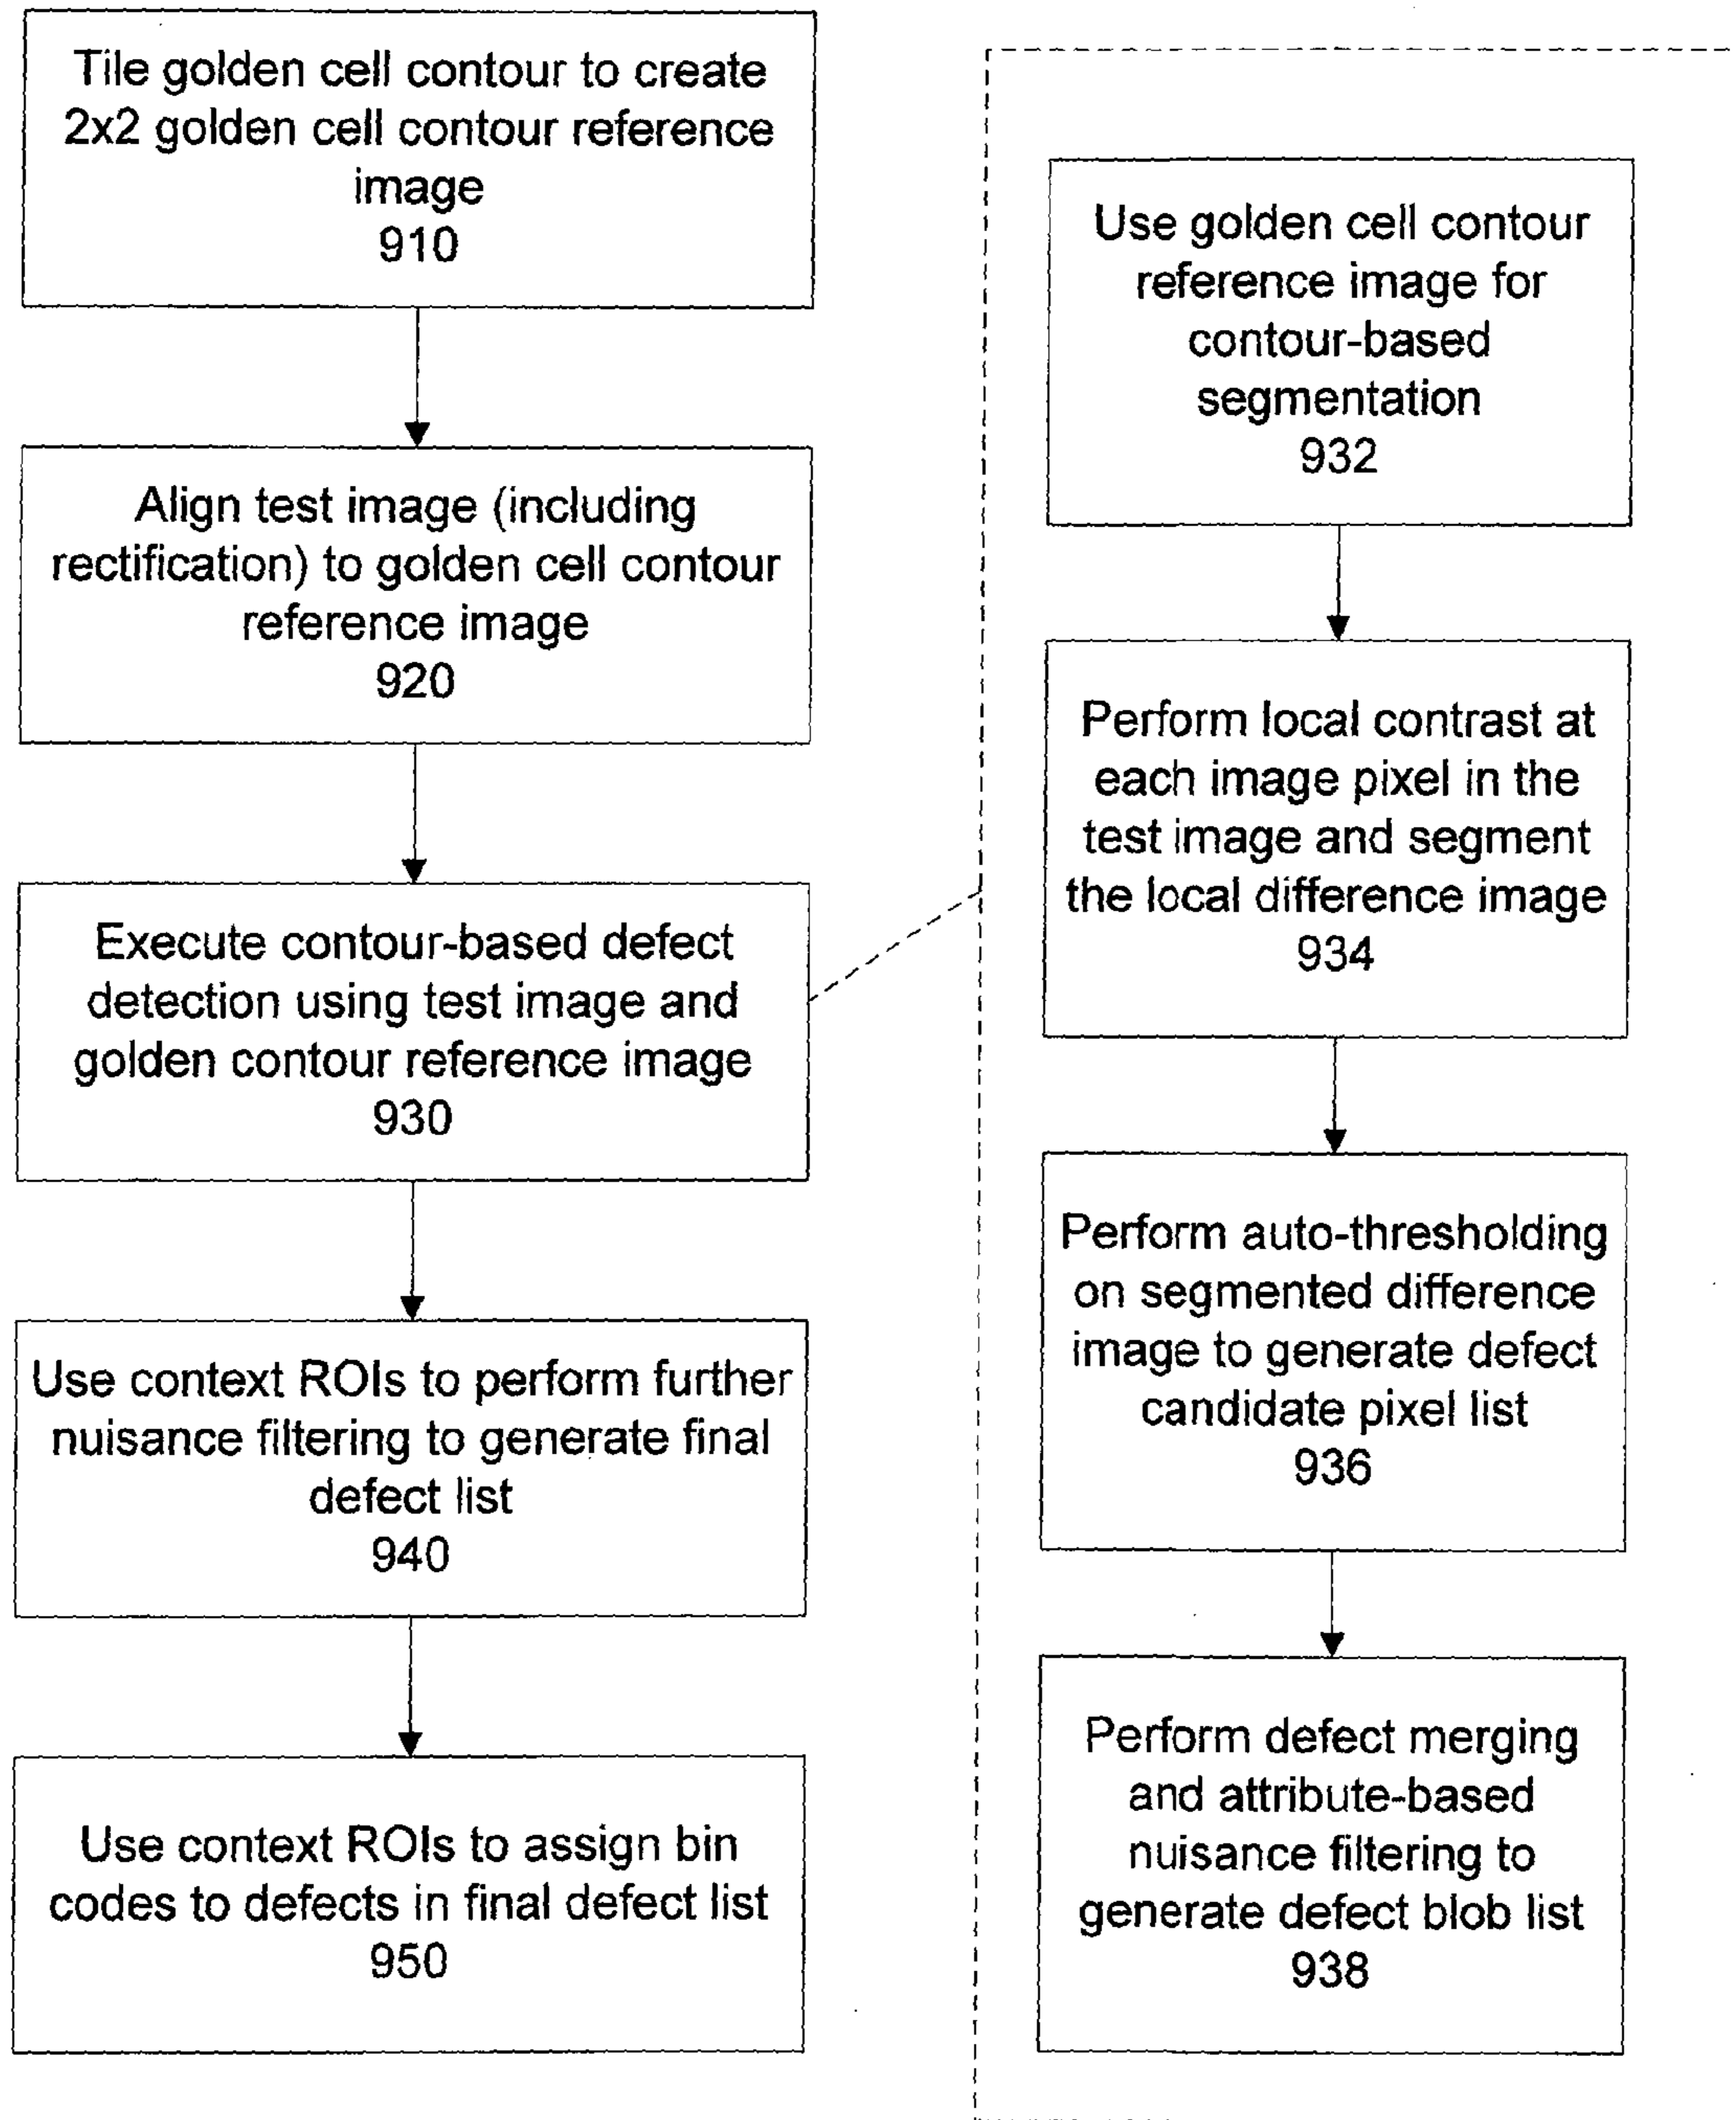 Tile golden cell contour to create
2x2 golden cell contour reference
image
910
Align test image (including
rectification) to golden cell contour
reference image
920
Execute contour-based defect
detection using test image and
golden contour reference image
930
Use context ROIs to perform further
nuisance filtering to generate final
defect list
940
Use context ROIs to assign bin
codes to defects in final defect list
950
Use golden cell contour
reference image for
contour-based
segmentation
932
Perform local contrast at
each image pixel in the
test image and segment
the local difference image
934
Perform auto-thresholding
on segmented difference
image to generate defect
candidate pixel list
936
Perform defect merging
and attribute-based
nuisance filtering to
generate defect blob list
938